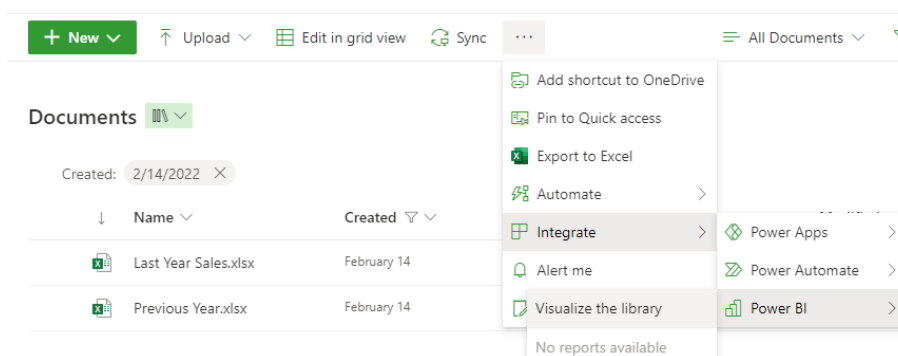 New
Upload
Edit in grid view
Sync
...
All Documents
Add shortcut to OneDrive
Documents
Pin to Quick access
Export to Excel
Created: 2/14/2022
Automate
Name
Created
Integrate
Power Apps
Last Year Sales.xlsx
February 14
Alert me
Power Automate
Previous Year.xlsx
February 14
Visualize the library
Power BI
No reports available